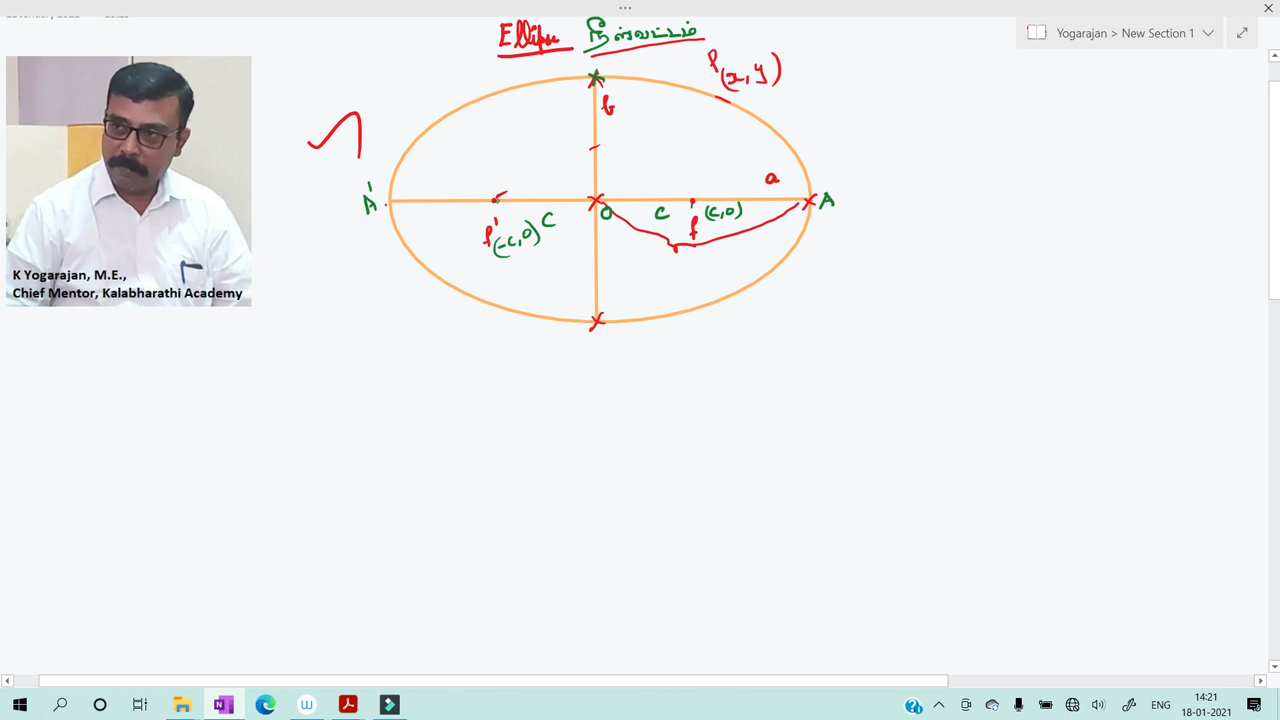 Yogarajan > New Section 1
Ellipse நீள்வட்டம்
P(x, y)
b
a
A'
O
C
(c,0)
A
F'(-c,0)
C
F
K Yogarajan, M.E.,
Chief Mentor, Kalabharathi Academy
14:21
ENG
18-01-2021